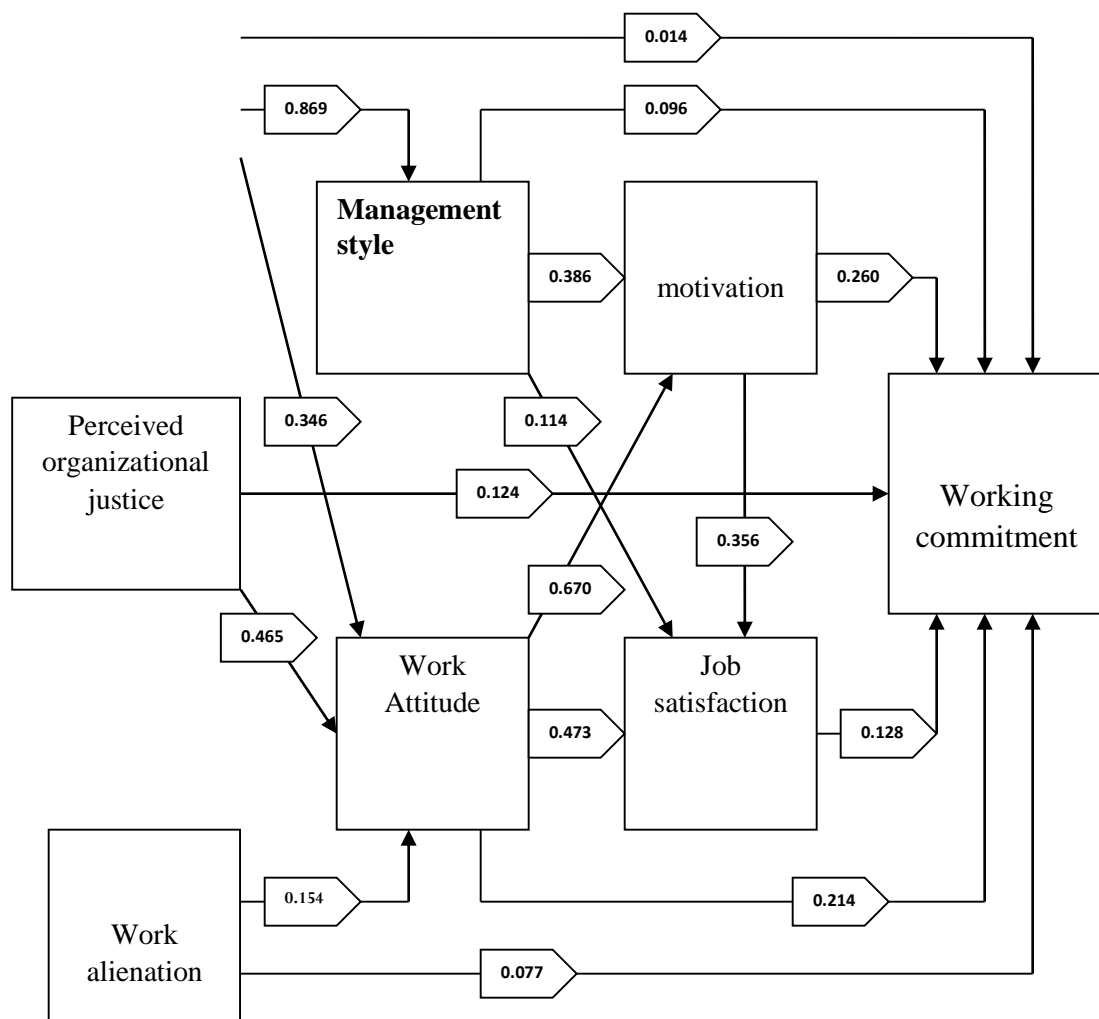 0.014
0.869
0.096
Management
style
0.386
motivation
0.260
Perceived
organizational
justice
0.346
0.114
0.124
Working
commitment
0.356
0.670
0.465
Work
Attitude
Job
satisfaction
0.473
0.128
0.154
0.214
Work
alienation
0.077